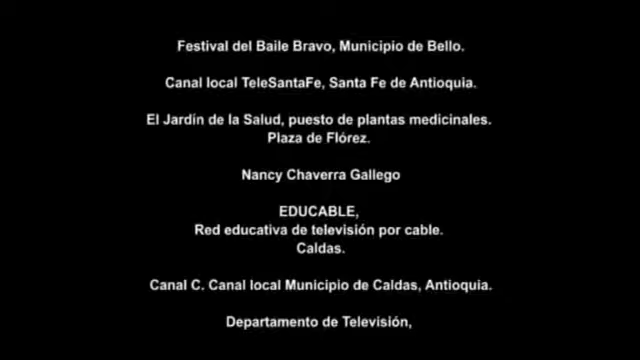 Festival del Baile Bravo, Municipio de Bello.
Canal local TeleSantaFe, Santa Fe de Antioquia.
El Jardín de la Salud, puesto de plantas medicinales.
Plaza de Flórez.
Nancy Chaverra Gallego
EDUCABLE,
Red educativa de televisión por cable.
Caldas.
Canal C. Canal local Municipio de Caldas, Antioquia.
Departamento de Televisión,